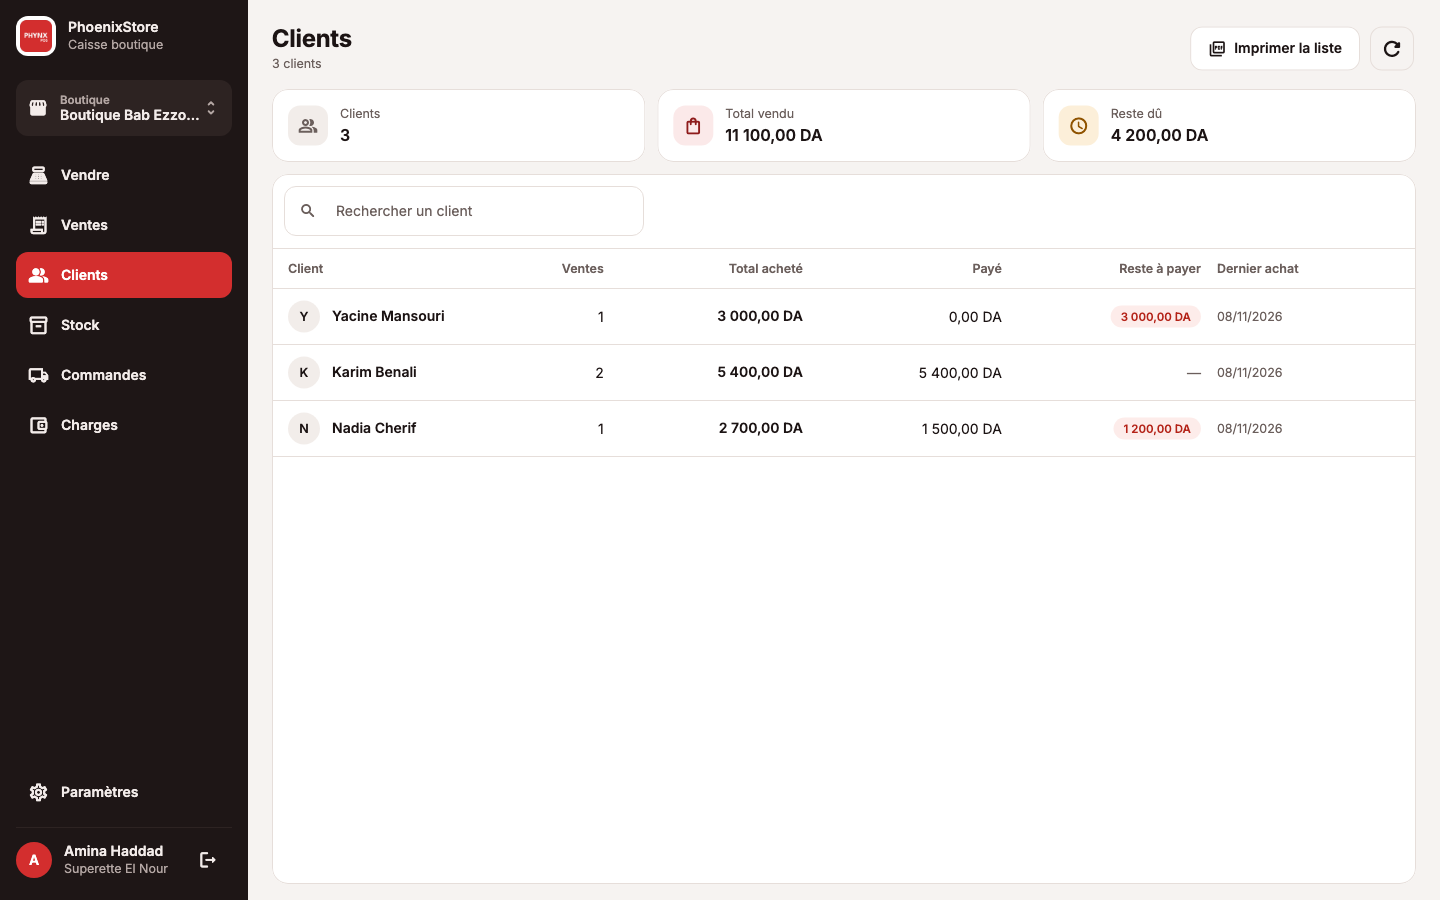 PHYNX
POS
PhoenixStore
Caisse boutique
Boutique
Boutique Bab Ezzo...
Vendre
Ventes
Clients
Stock
Commandes
Charges
Paramètres
A
Amina Haddad
Superette El Nour
Clients
3 clients
Imprimer la liste
Clients
3
Total vendu
11 100,00 DA
Reste dû
4 200,00 DA
Rechercher un client
Client Ventes Total acheté Payé Reste à payer Dernier achat
Y Yacine Mansouri 1 3 000,00 DA 0,00 DA 3 000,00 DA 08/11/2026
K Karim Benali 2 5 400,00 DA 5 400,00 DA — 08/11/2026
N Nadia Cherif 1 2 700,00 DA 1 500,00 DA 1 200,00 DA 08/11/2026